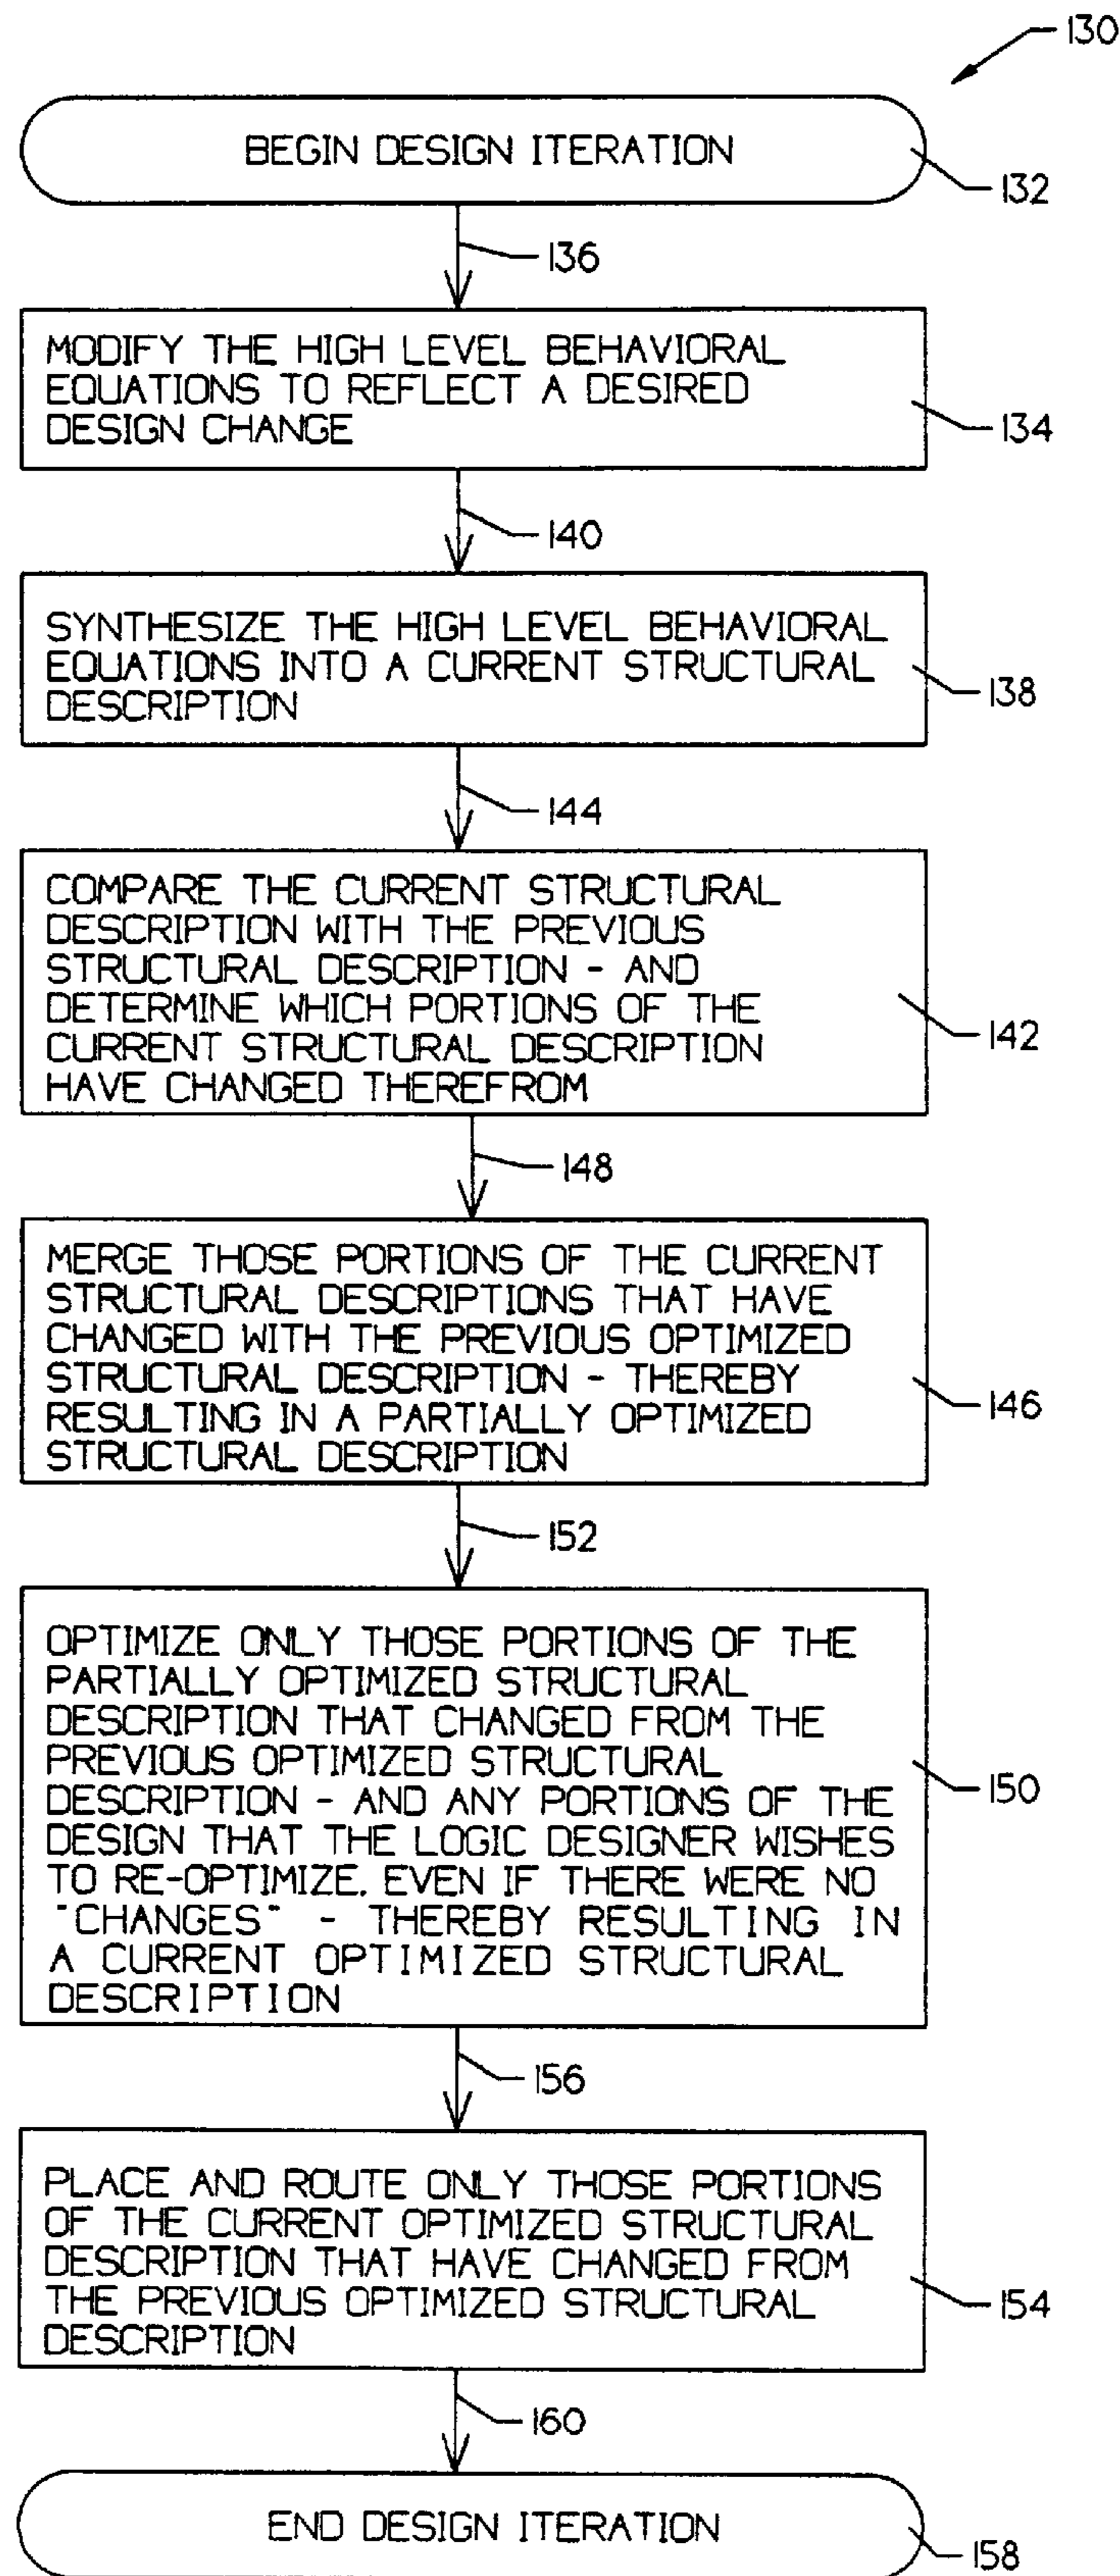 130
BEGIN DESIGN ITERATION
132
136
MODIFY THE HIGH LEVEL BEHAVIORAL
EQUATIONS TO REFLECT A DESIRED
DESIGN CHANGE
134
140
SYNTHESIZE THE HIGH LEVEL BEHAVIORAL
EQUATIONS INTO A CURRENT STRUCTURAL
DESCRIPTION
138
144
COMPARE THE CURRENT STRUCTURAL
DESCRIPTION WITH THE PREVIOUS
STRUCTURAL DESCRIPTION - AND
DETERMINE WHICH PORTIONS OF THE
CURRENT STRUCTURAL DESCRIPTION
HAVE CHANGED THEREFROM
142
148
MERGE THOSE PORTIONS OF THE CURRENT
STRUCTURAL DESCRIPTIONS THAT HAVE
CHANGED WITH THE PREVIOUS OPTIMIZED
STRUCTURAL DESCRIPTION - THEREBY
RESULTING IN A PARTIALLY OPTIMIZED
STRUCTURAL DESCRIPTION
146
152
OPTIMIZE ONLY THOSE PORTIONS OF THE
PARTIALLY OPTIMIZED STRUCTURAL
DESCRIPTION THAT CHANGED FROM THE
PREVIOUS OPTIMIZED STRUCTURAL
DESCRIPTION - AND ANY PORTIONS OF THE
DESIGN THAT THE LOGIC DESIGNER WISHES
TO RE-OPTIMIZE, EVEN IF THERE WERE NO
"CHANGES" - THEREBY RESULTING IN
A CURRENT OPTIMIZED STRUCTURAL
DESCRIPTION
150
156
PLACE AND ROUTE ONLY THOSE PORTIONS
OF THE CURRENT OPTIMIZED STRUCTURAL
DESCRIPTION THAT HAVE CHANGED FROM
THE PREVIOUS OPTIMIZED STRUCTURAL
DESCRIPTION
154
160
END DESIGN ITERATION
158